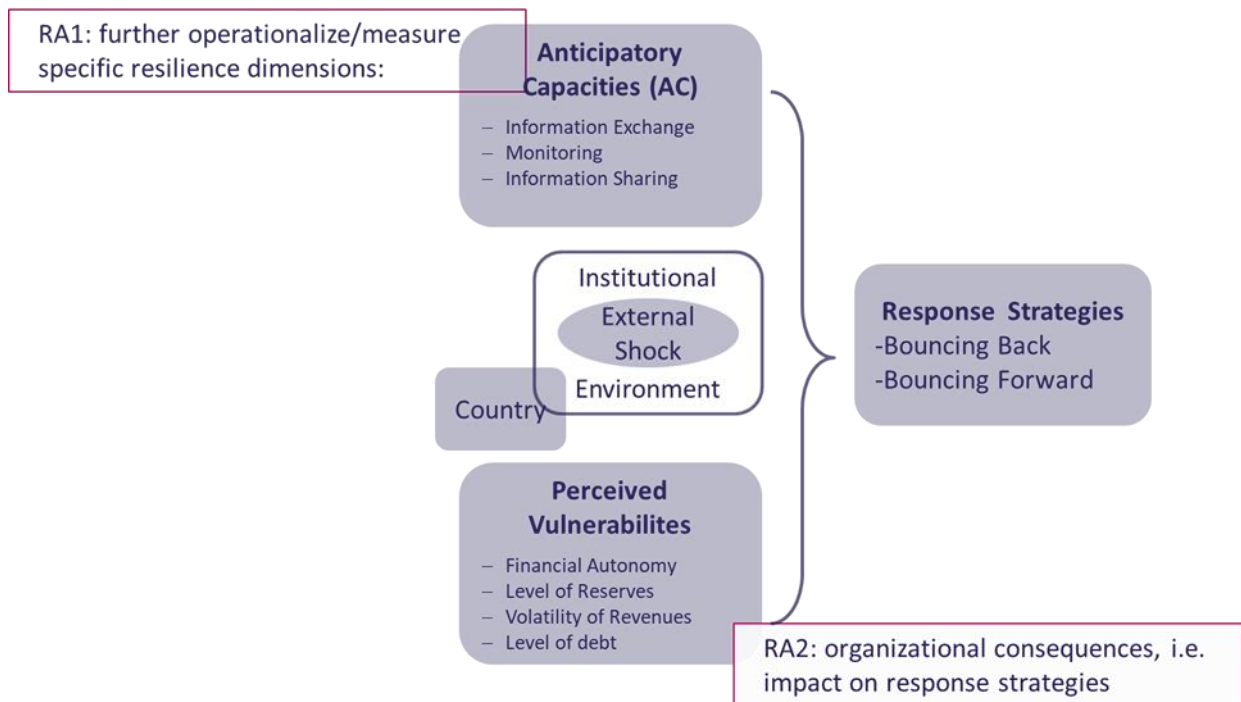 RA1: further operationalize/measure
specific resilience dimensions:
Anticipatory
Capacities (AC)
– Information Exchange
– Monitoring
– Information Sharing
Institutional
External
Shock
Environment
Country
Response Strategies
-Bouncing Back
-Bouncing Forward
Perceived
Vulnerabilites
– Financial Autonomy
– Level of Reserves
– Volatility of Revenues
– Level of debt
RA2: organizational consequences, i.e.
impact on response strategies